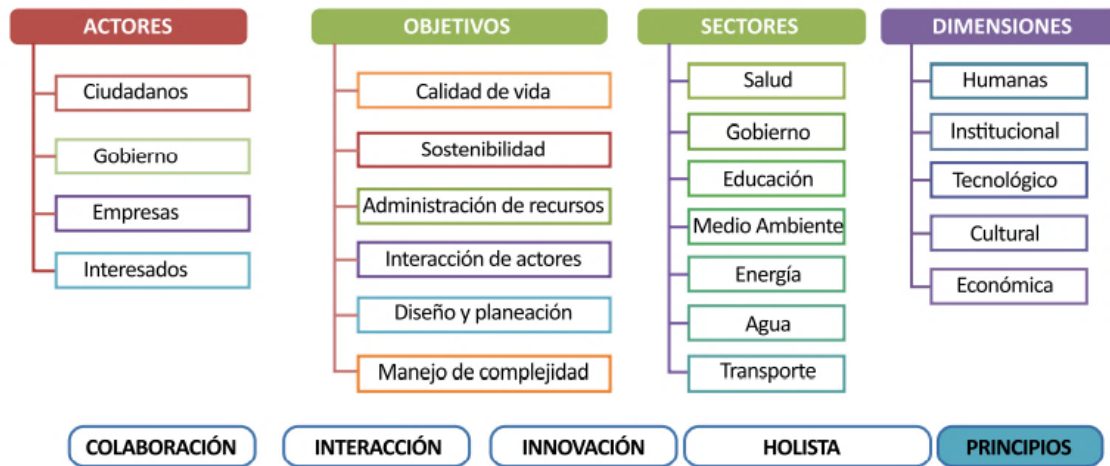 ACTORES
Ciudadanos
Gobierno
Empresas
Interesados
OBJETIVOS
Calidad de vida
Sostenibilidad
Administración de recursos
Interacción de actores
Diseño y planeación
Manejo de complejidad
SECTORES
Salud
Gobierno
Educación
Medio Ambiente
Energía
Agua
Transporte
DIMENSIONES
Humanas
Institucional
Tecnológico
Cultural
Económica
COLABORACIÓN
INTERACCIÓN
INNOVACIÓN
HOLISTA
PRINCIPIOS